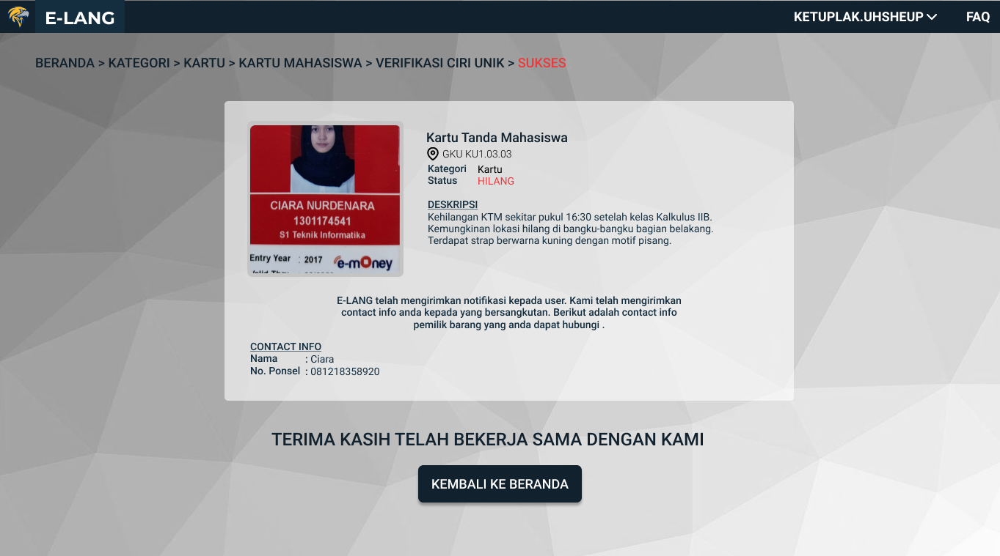 E-LANG
KETUPLAK.UHSHEUP
FAQ
BERANDA > KATEGORI > KARTU > KARTU MAHASISWA > VERIFIKASI CIRI UNIK > SUKSES
CIARA NURDENARA
1301174541
S1 Teknik Informatika
Entry Year : 2017
e-money
Kartu Tanda Mahasiswa
GKU KU1.03.03
Kategori Kartu
Status HILANG
DESKRIPSI
Kehilangan KTM sekitar pukul 16:30 setelah kelas Kalkulus IIB.
Kemungkinan lokasi hilang di bangku-bangku bagian belakang.
Terdapat strap berwarna kuning dengan motif pisang.
E-LANG telah mengirimkan notifikasi kepada user. Kami telah mengirimkan
contact info anda kepada yang bersangkutan. Berikut adalah contact info
pemilik barang yang anda dapat hubungi .
CONTACT INFO
Nama : Ciara
No. Ponsel : 081218358920
TERIMA KASIH TELAH BEKERJA SAMA DENGAN KAMI
KEMBALI KE BERANDA